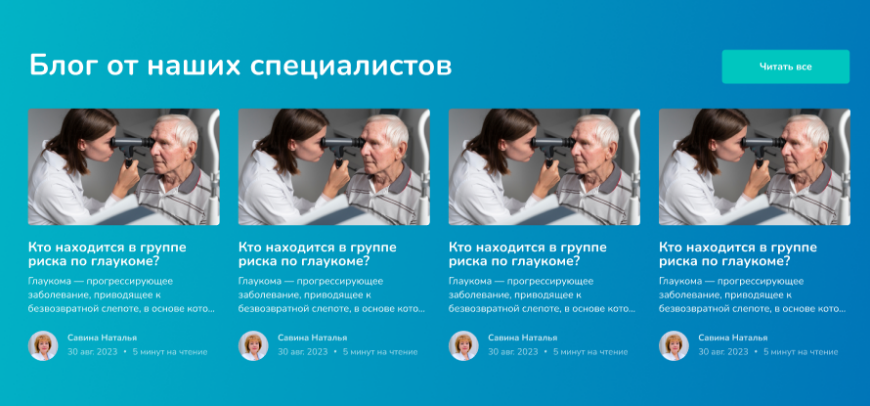 Блог от наших специалистов
Читать все
Кто находится в группе
риска по глаукоме?
Глаукома — прогрессирующее
заболевание, приводящее к
безвозвратной слепоте, в основе кото...
Савина Наталья
30 авг. 2023 • 5 минут на чтение
Кто находится в группе
риска по глаукоме?
Глаукома — прогрессирующее
заболевание, приводящее к
безвозвратной слепоте, в основе кото...
Савина Наталья
30 авг. 2023 • 5 минут на чтение
Кто находится в группе
риска по глаукоме?
Глаукома — прогрессирующее
заболевание, приводящее к
безвозвратной слепоте, в основе кото...
Савина Наталья
30 авг. 2023 • 5 минут на чтение
Кто находится в группе
риска по глаукоме?
Глаукома — прогрессирующее
заболевание, приводящее к
безвозвратной слепоте, в основе кото...
Савина Наталья
30 авг. 2023 • 5 минут на чтение